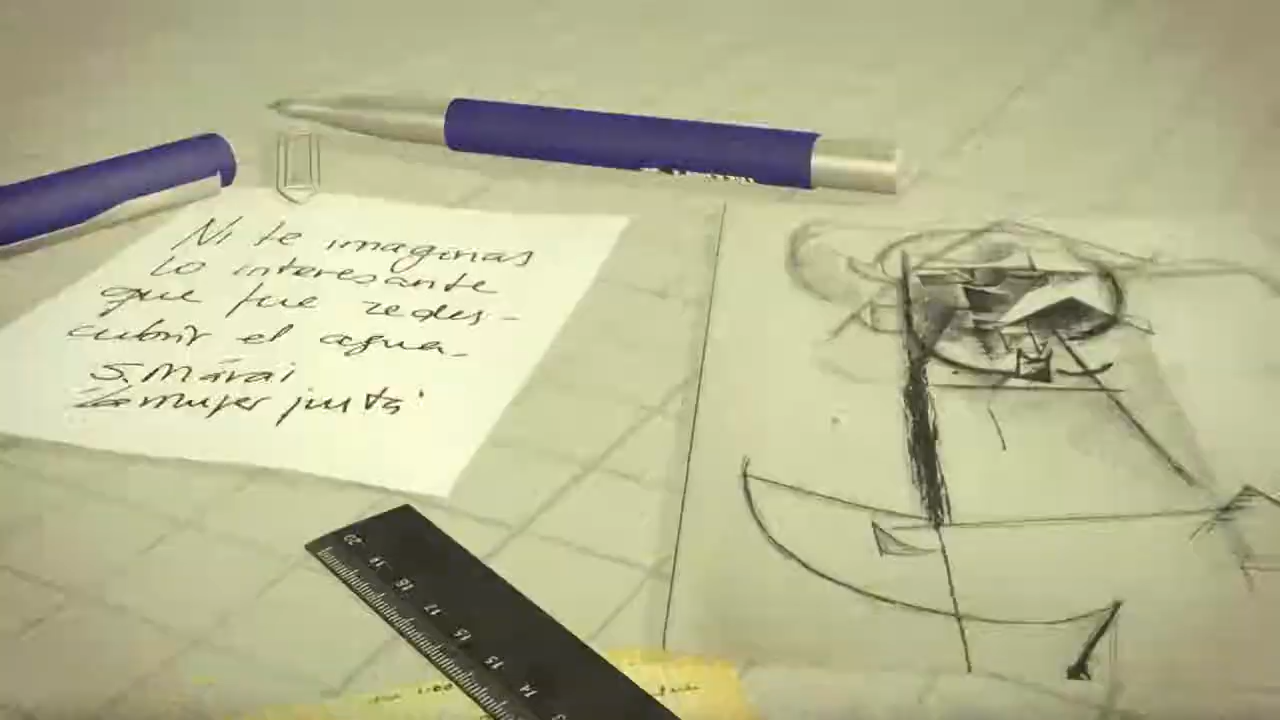 Ni te imaginas
lo interesante
que fue redes-
cubrir el agua.
S. Márai
La mujer justa
20
19
18
17
16
15
14